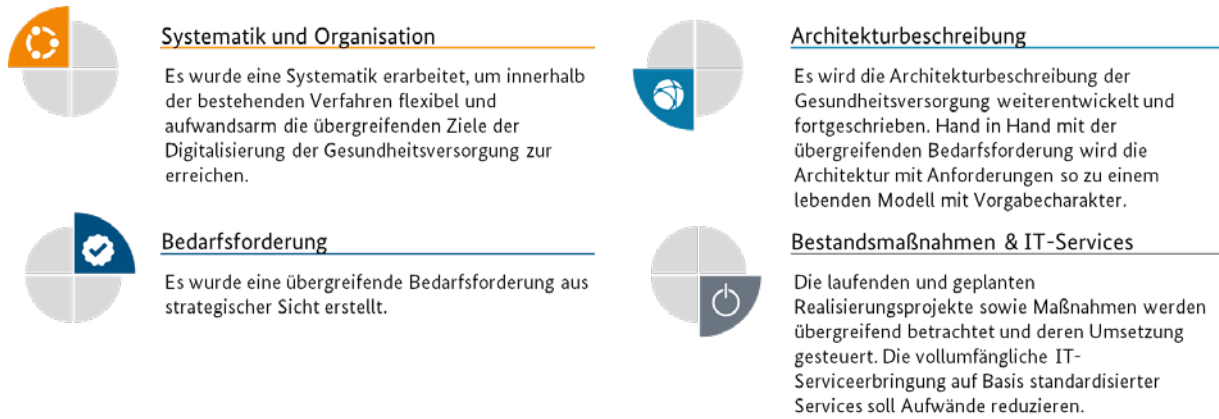 Systematik und Organisation
Es wurde eine Systematik erarbeitet, um innerhalb
der bestehenden Verfahren flexibel und
aufwandsarm die übergreifenden Ziele der
Digitalisierung der Gesundheitsversorgung zur
erreichen.
Bedarfsforderung
Es wurde eine übergreifende Bedarfsforderung aus
strategischer Sicht erstellt.
Architekturbeschreibung
Es wird die Architekturbeschreibung der
Gesundheitsversorgung weiterentwickelt und
fortgeschrieben. Hand in Hand mit der
übergreifenden Bedarfsforderung wird die
Architektur mit Anforderungen so zu einem
lebenden Modell mit Vorgabecharakter.
Bestandsmaßnahmen & IT-Services
Die laufenden und geplanten
Realisierungsprojekte sowie Maßnahmen werden
übergreifend betrachtet und deren Umsetzung
gesteuert. Die vollumfängliche IT-
Serviceerbringung auf Basis standardisierter
Services soll Aufwände reduzieren.